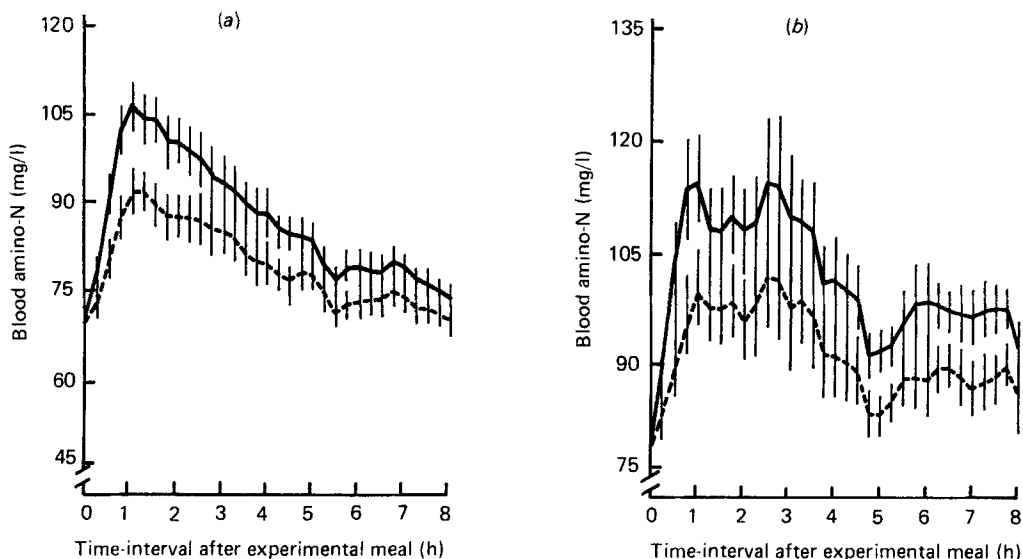 (a)
120
105
90
75
60
45
Blood amino-N (mg/l)
0 1 2 3 4 5 6 7 8
Time-interval after experimental meal (h)
(b)
135
120
105
90
75
Blood amino-N (mg/l)
0 1 2 3 4 5 6 7 8
Time-interval after experimental meal (h)